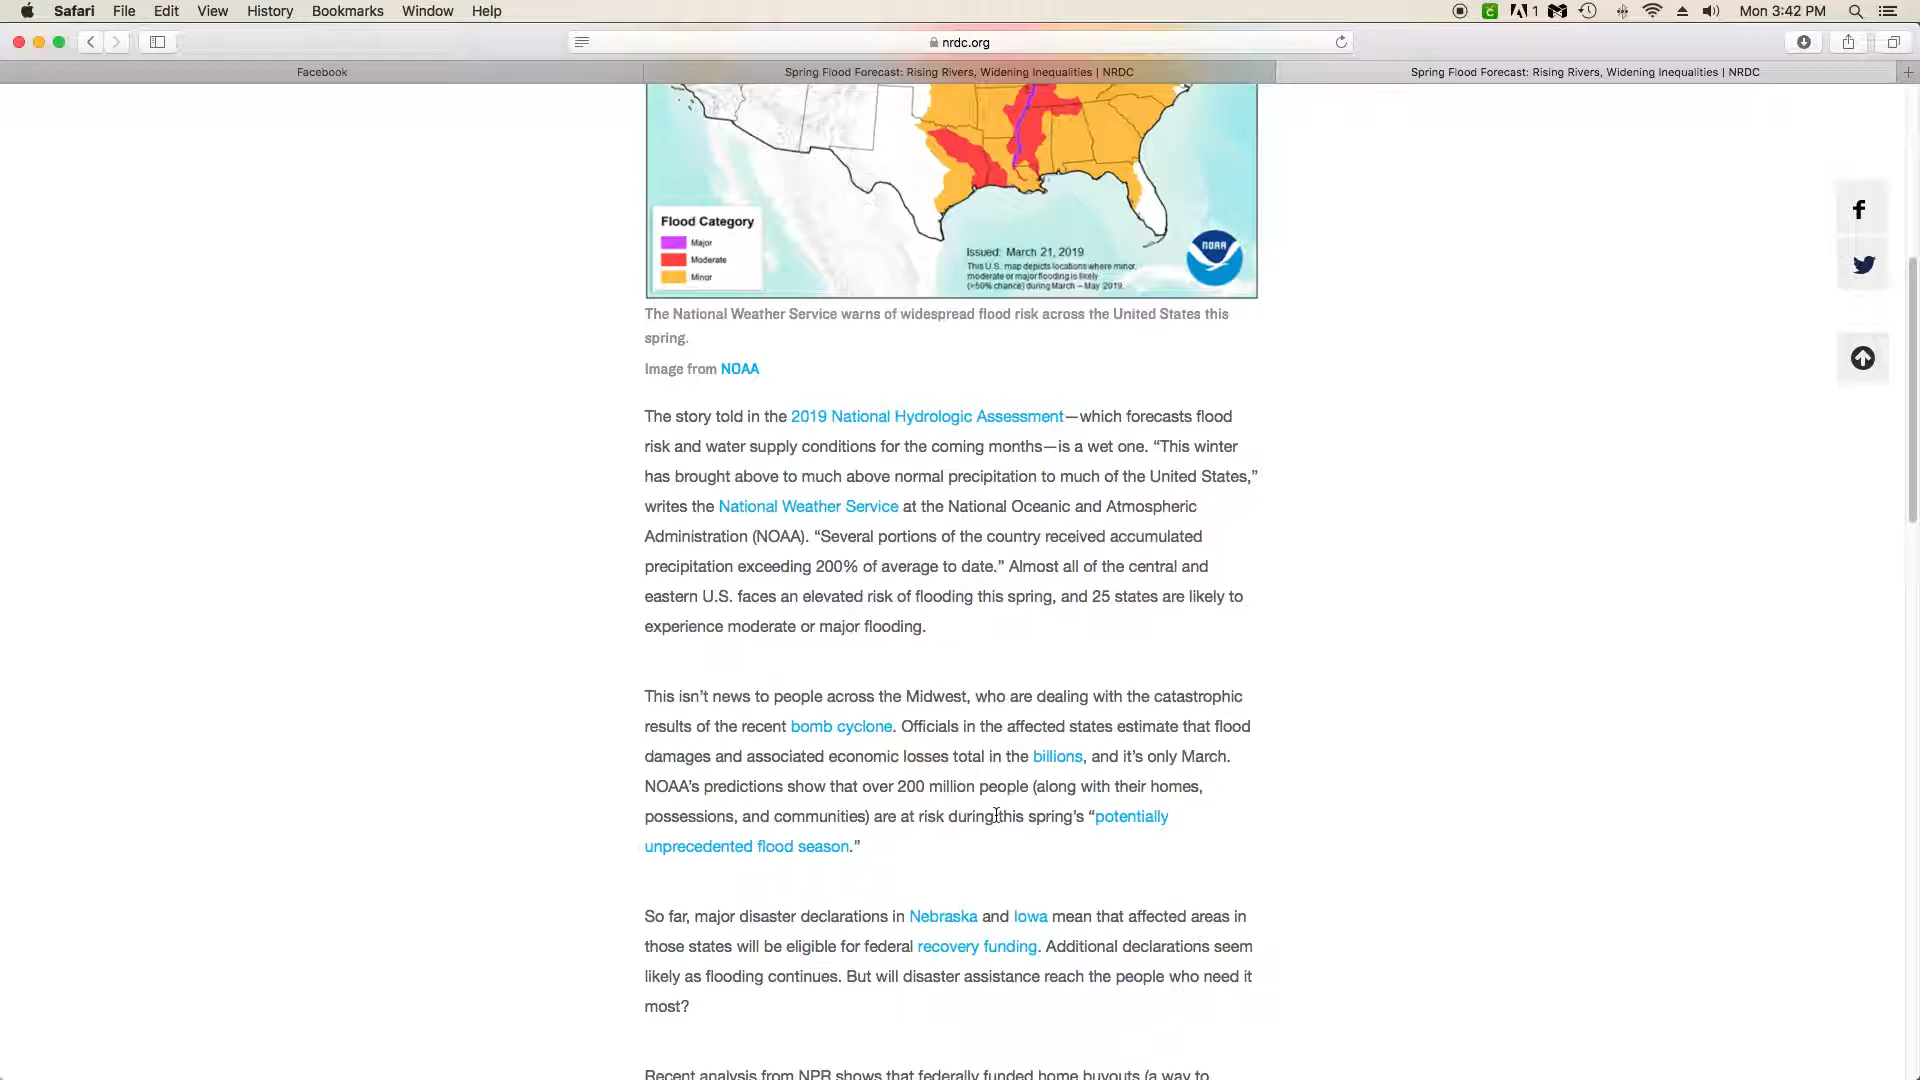 Safari File Edit View History Bookmarks Window Help
1 Mon 3:42 PM
nrdc.org
Facebook
Spring Flood Forecast: Rising Rivers, Widening Inequalities | NRDC
Spring Flood Forecast: Rising Rivers, Widening Inequalities | NRDC
Flood Category
Major
Moderate
Minor
Issued: March 21, 2019
This U.S. map depicts locations where minor,
moderate or major flooding is likely
(>50% chance) during March – May 2019.
NOAA
The National Weather Service warns of widespread flood risk across the United States this
spring.
Image from NOAA
The story told in the 2019 National Hydrologic Assessment—which forecasts flood
risk and water supply conditions for the coming months—is a wet one. “This winter
has brought above to much above normal precipitation to much of the United States,”
writes the National Weather Service at the National Oceanic and Atmospheric
Administration (NOAA). “Several portions of the country received accumulated
precipitation exceeding 200% of average to date.” Almost all of the central and
eastern U.S. faces an elevated risk of flooding this spring, and 25 states are likely to
experience moderate or major flooding.
This isn’t news to people across the Midwest, who are dealing with the catastrophic
results of the recent bomb cyclone. Officials in the affected states estimate that flood
damages and associated economic losses total in the billions, and it’s only March.
NOAA’s predictions show that over 200 million people (along with their homes,
possessions, and communities) are at risk during this spring’s “potentially
unprecedented flood season.”
So far, major disaster declarations in Nebraska and Iowa mean that affected areas in
those states will be eligible for federal recovery funding. Additional declarations seem
likely as flooding continues. But will disaster assistance reach the people who need it
most?
Recent analysis from NPR shows that federally funded home buyouts (a way to